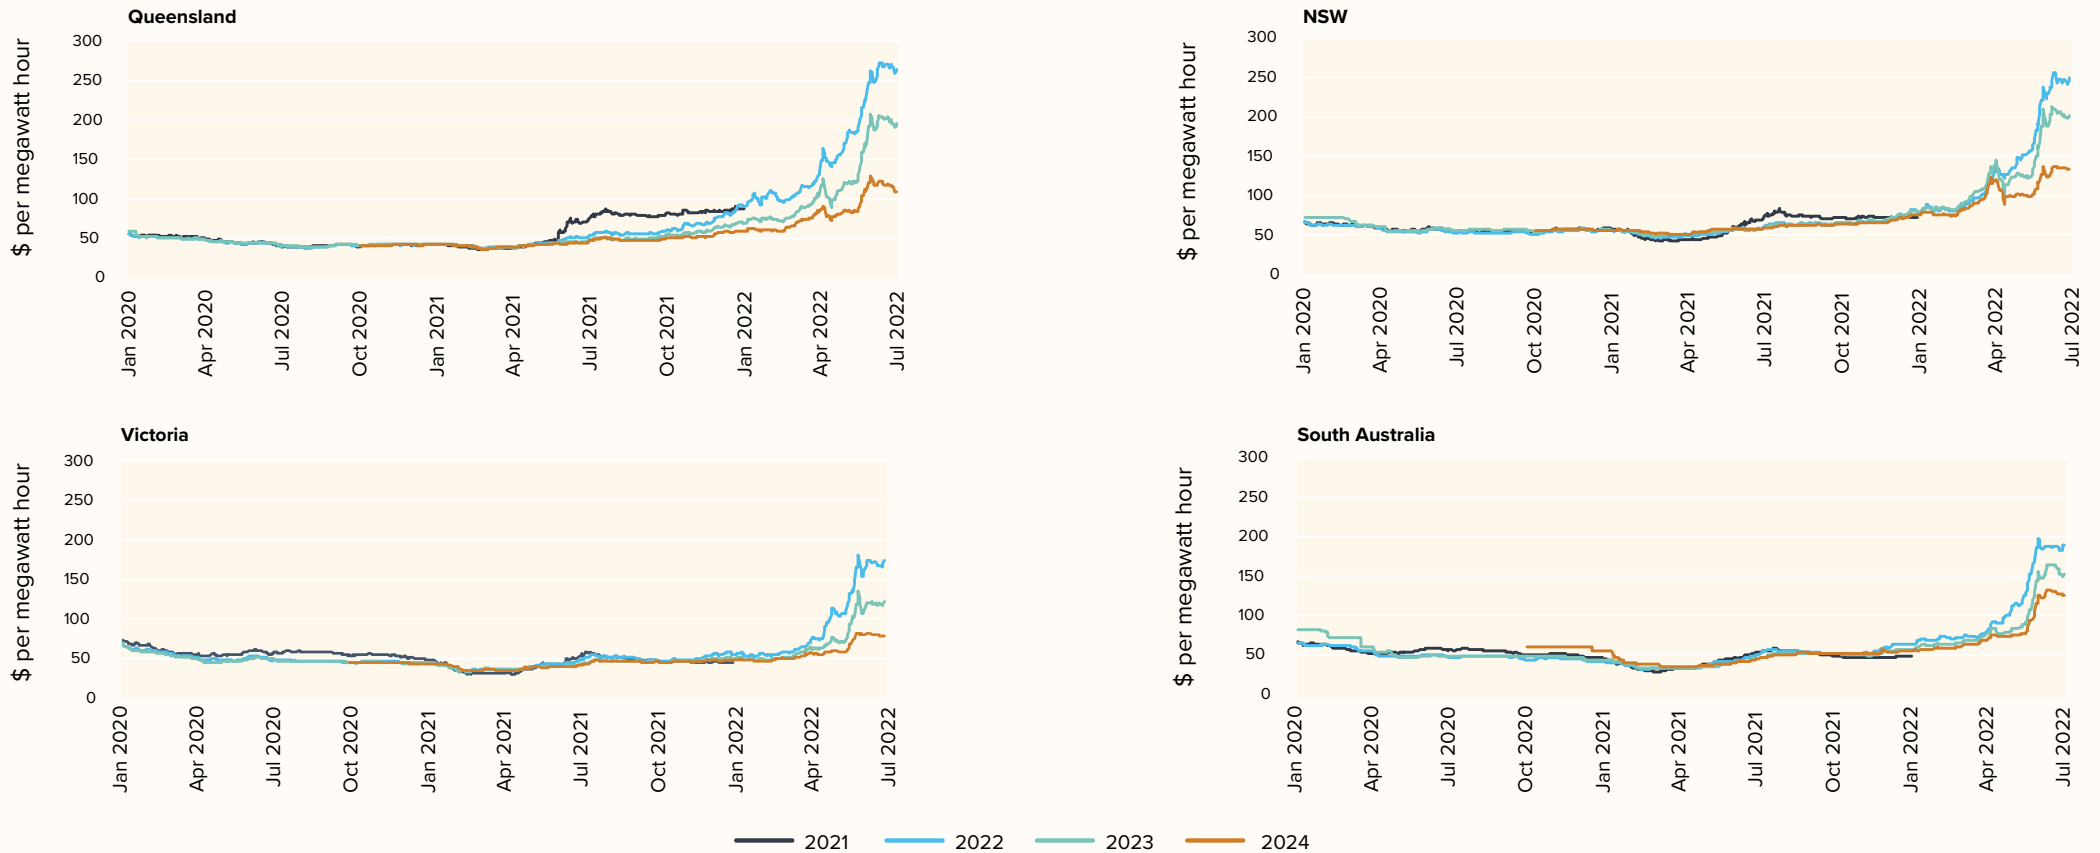 Queensland
$ per megawatt hour
300
250
200
150
100
50
0
Jan 2020
Apr 2020
Jul 2020
Oct 2020
Jan 2021
Apr 2021
Jul 2021
Oct 2021
Jan 2022
Apr 2022
Jul 2022
NSW
$ per megawatt hour
300
250
200
150
100
50
0
Jan 2020
Apr 2020
Jul 2020
Oct 2020
Jan 2021
Apr 2021
Jul 2021
Oct 2021
Jan 2022
Apr 2022
Jul 2022
Victoria
$ per megawatt hour
300
250
200
150
100
50
0
Jan 2020
Apr 2020
Jul 2020
Oct 2020
Jan 2021
Apr 2021
Jul 2021
Oct 2021
Jan 2022
Apr 2022
Jul 2022
South Australia
$ per megawatt hour
300
250
200
150
100
50
0
Jan 2020
Apr 2020
Jul 2020
Oct 2020
Jan 2021
Apr 2021
Jul 2021
Oct 2021
Jan 2022
Apr 2022
Jul 2022
2021
2022
2023
2024